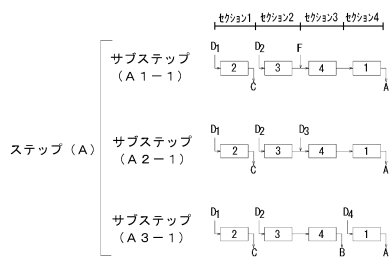 セクション1 セクション2 セクション3 セクション4
D1 D2 F
サブステップ
(A1-1)
2 3 4 1
C A
D1 D2 D3
ステップ(A)
サブステップ
(A2-1)
2 3 4 1
C A
D1 D2 D4
サブステップ
(A3-1)
2 3 4 1
C B A